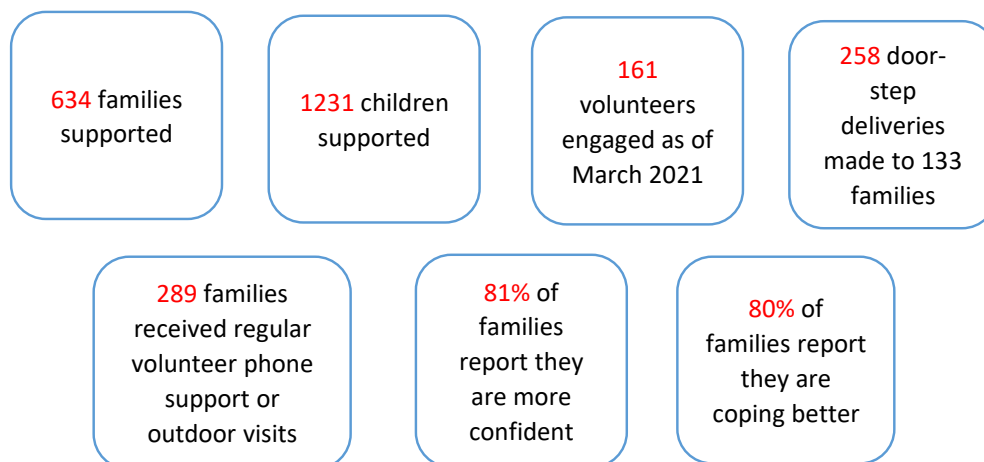 634 families
supported
1231 children
supported
161
volunteers
engaged as of
March 2021
258 door-
step
deliveries
made to 133
families
289 families
received regular
volunteer phone
support or
outdoor visits
81% of
families
report they
are more
confident
80% of
families report
they are
coping better